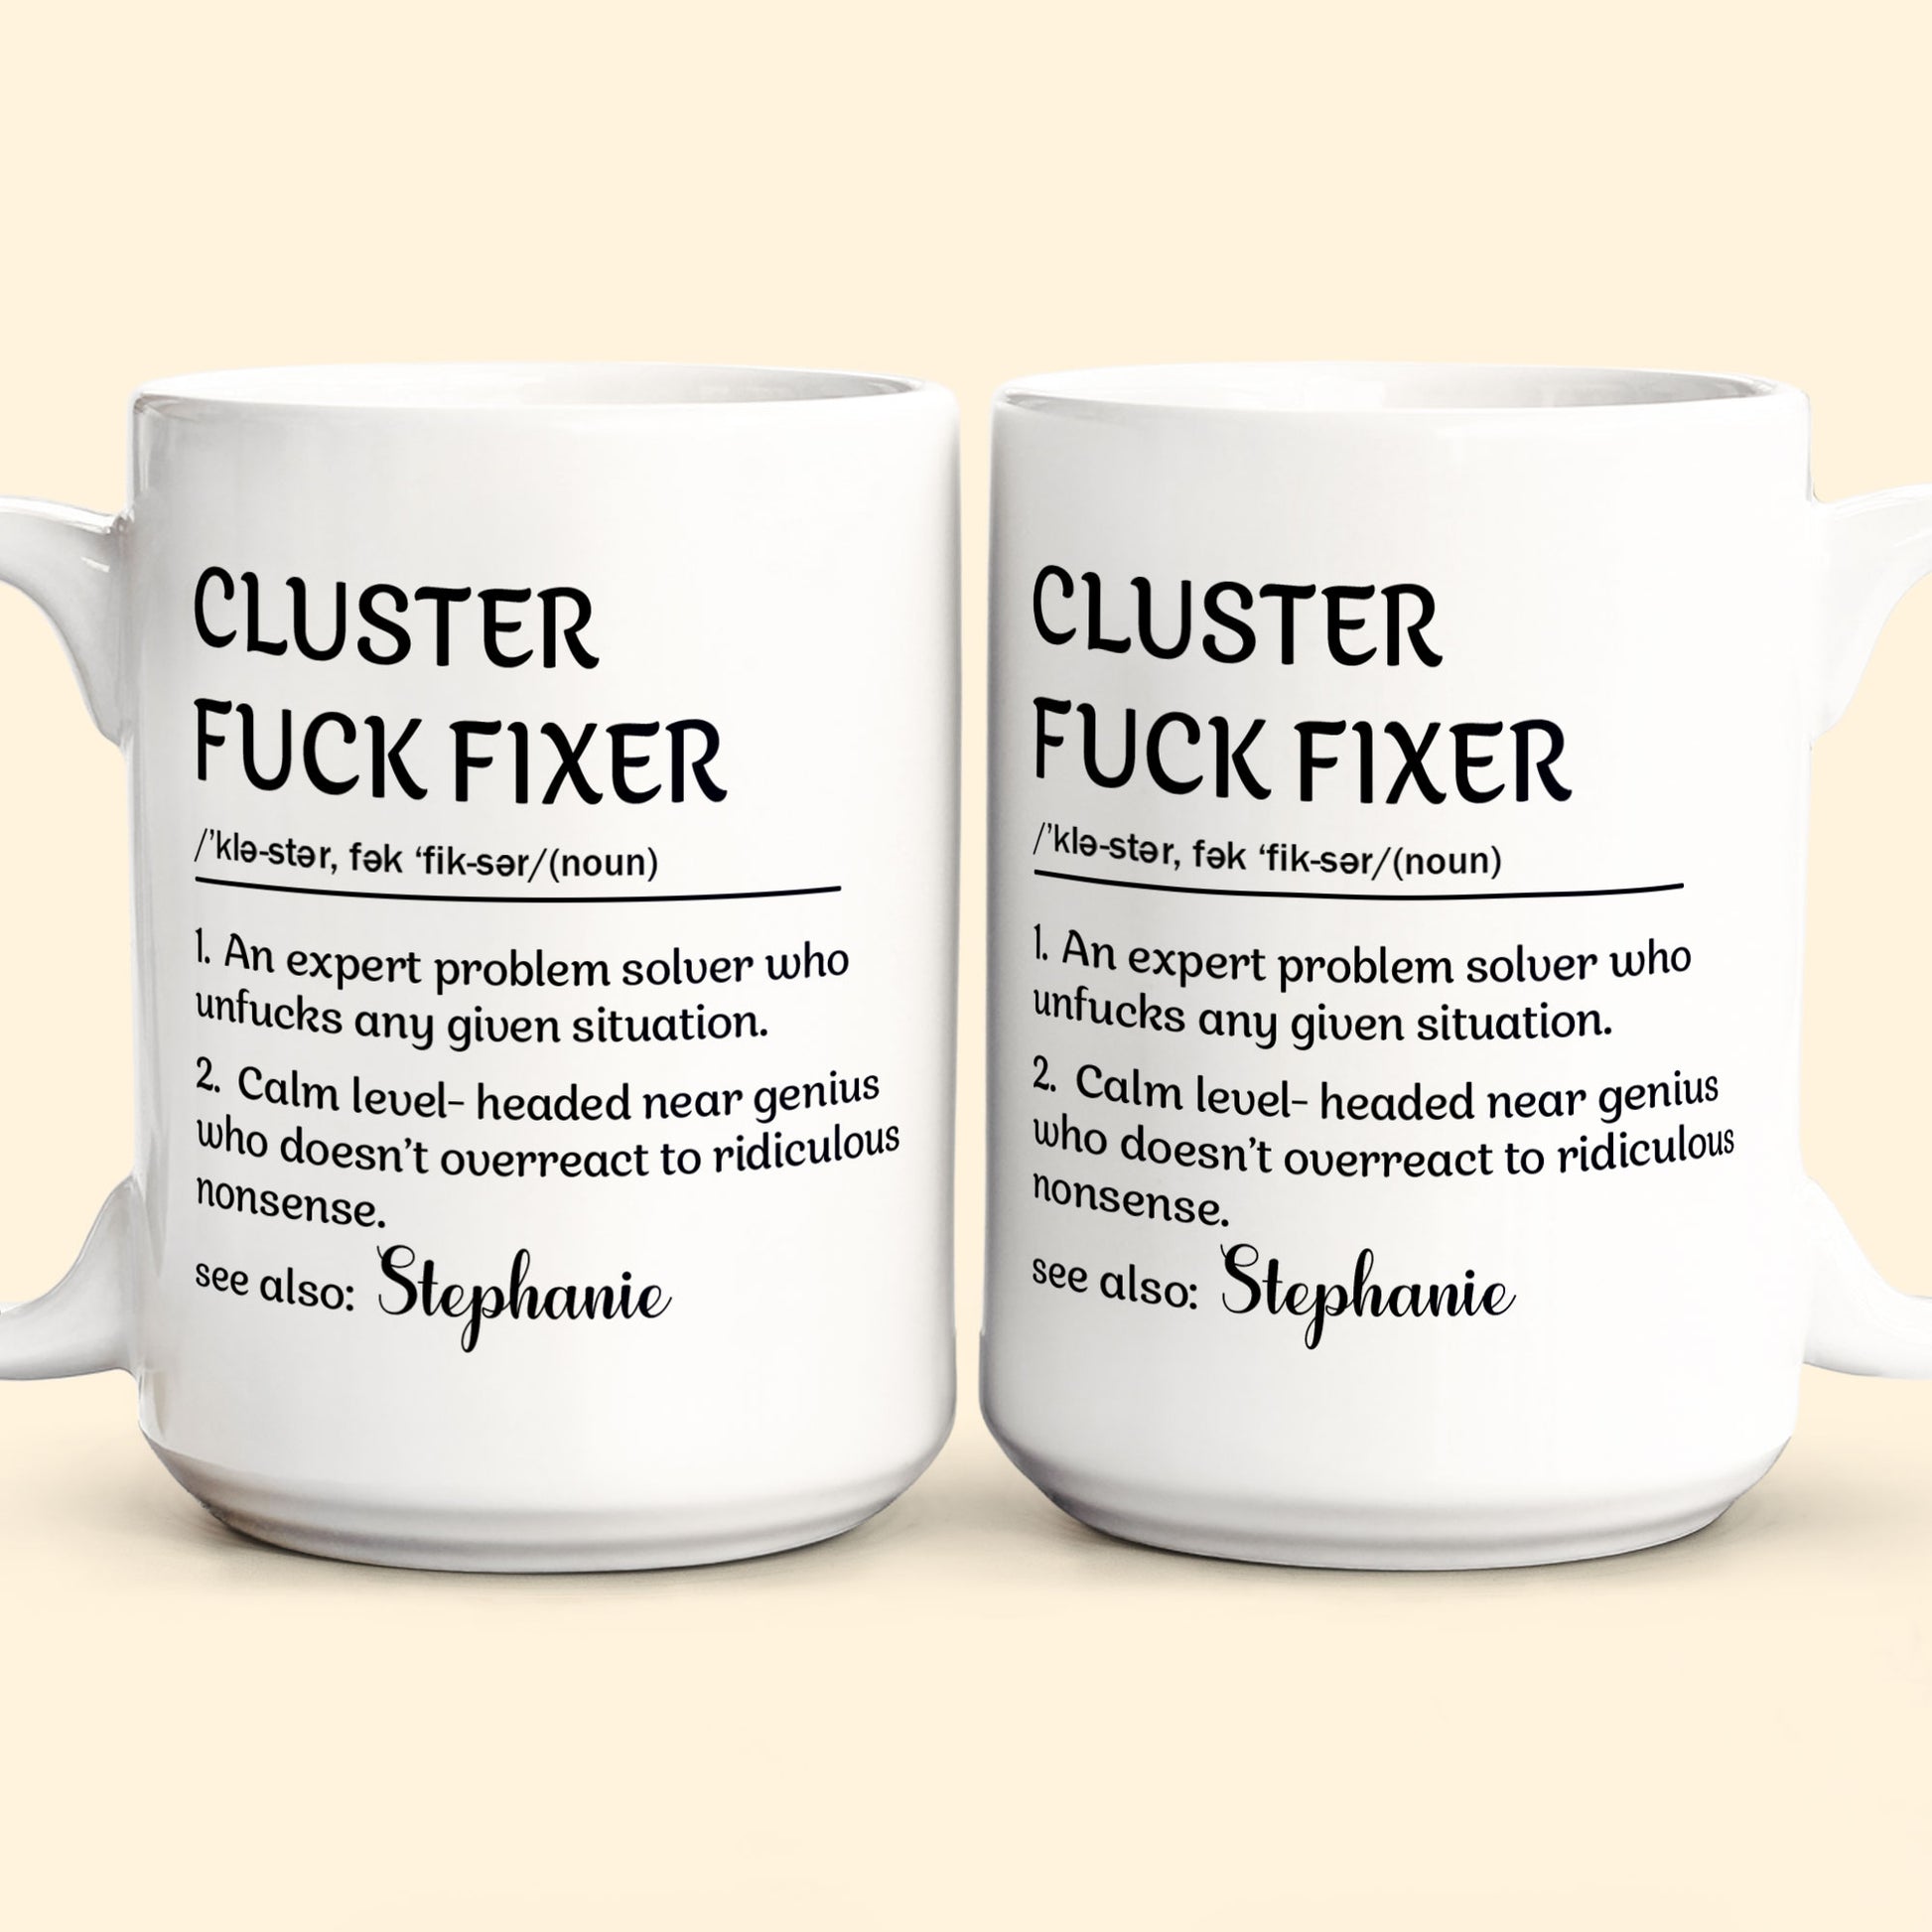 CLUSTER
FUCK FIXER
/’klə-stər, fək ‘fik-sər/(noun)
1. An expert problem solver who
unfucks any given situation.
2. Calm level- headed near genius
who doesn’t overreact to ridiculous
nonsense.
see also: Stephanie
CLUSTER
FUCK FIXER
/’klə-stər, fək ‘fik-sər/(noun)
1. An expert problem solver who
unfucks any given situation.
2. Calm level- headed near genius
who doesn’t overreact to ridiculous
nonsense.
see also: Stephanie